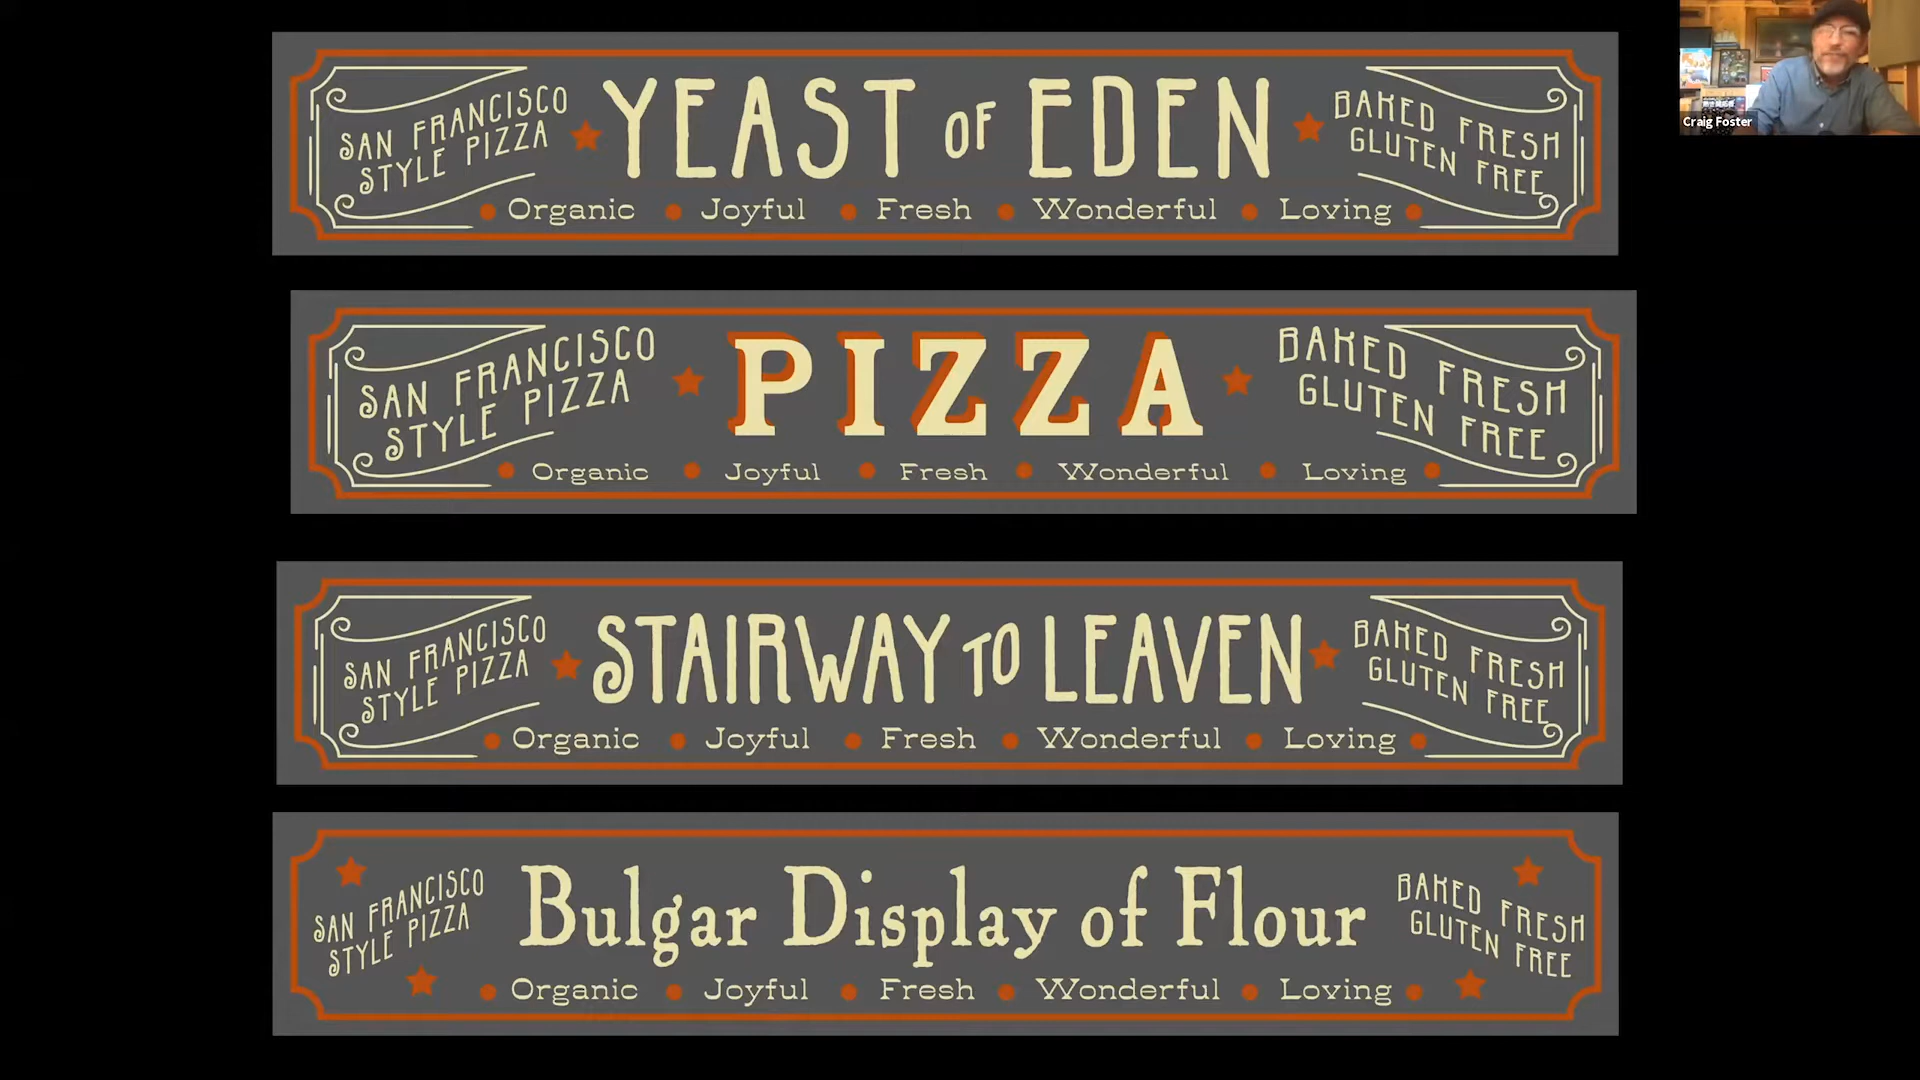 SAN FRANCISCO
STYLE PIZZA
YEAST OF EDEN
BAKED FRESH
GLUTEN FREE
Organic • Joyful • Fresh • Wonderful • Loving
Craig Foster
SAN FRANCISCO
STYLE PIZZA
PIZZA
BAKED FRESH
GLUTEN FREE
Organic • Joyful • Fresh • Wonderful • Loving
SAN FRANCISCO
STYLE PIZZA
STAIRWAY TO LEAVEN
BAKED FRESH
GLUTEN FREE
Organic • Joyful • Fresh • Wonderful • Loving
SAN FRANCISCO
STYLE PIZZA
Bulgar Display of Flour
BAKED FRESH
GLUTEN FREE
Organic • Joyful • Fresh • Wonderful • Loving